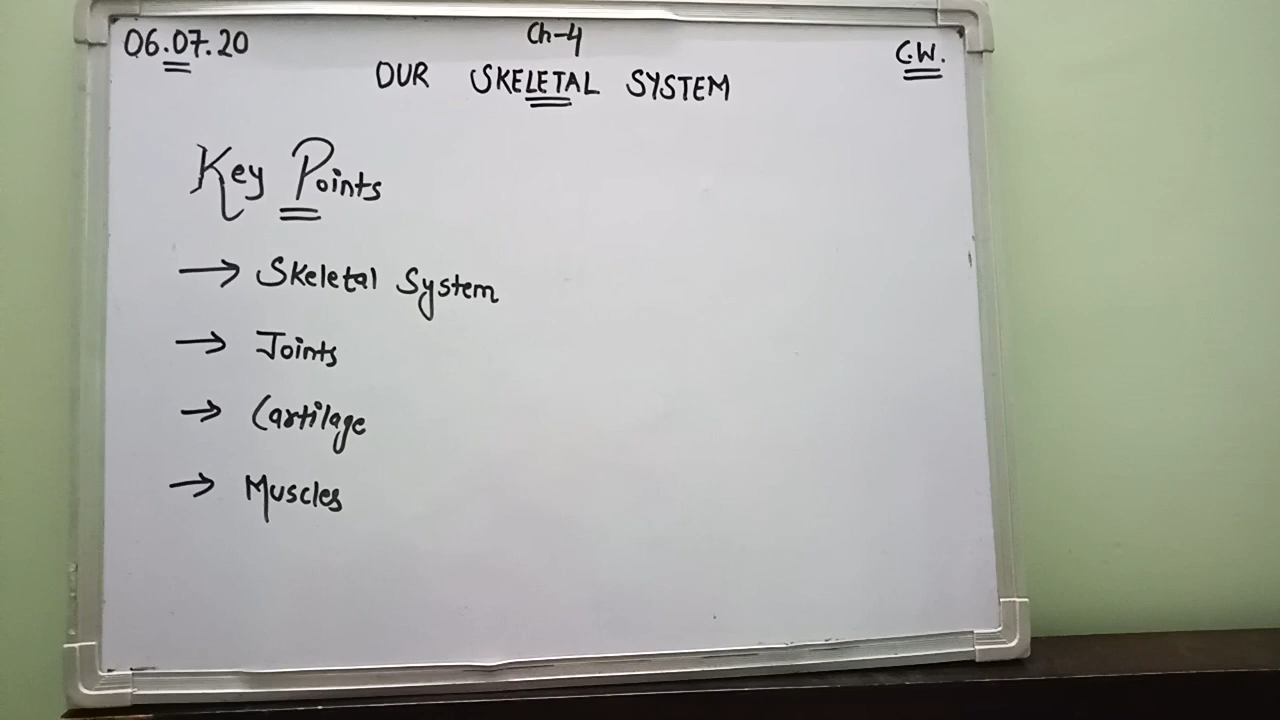 06.07.20
Ch-4
C.W.
OUR SKELETAL SYSTEM
Key Points
→ Skeletal System
→ Joints
→ Cartilage
→ Muscles